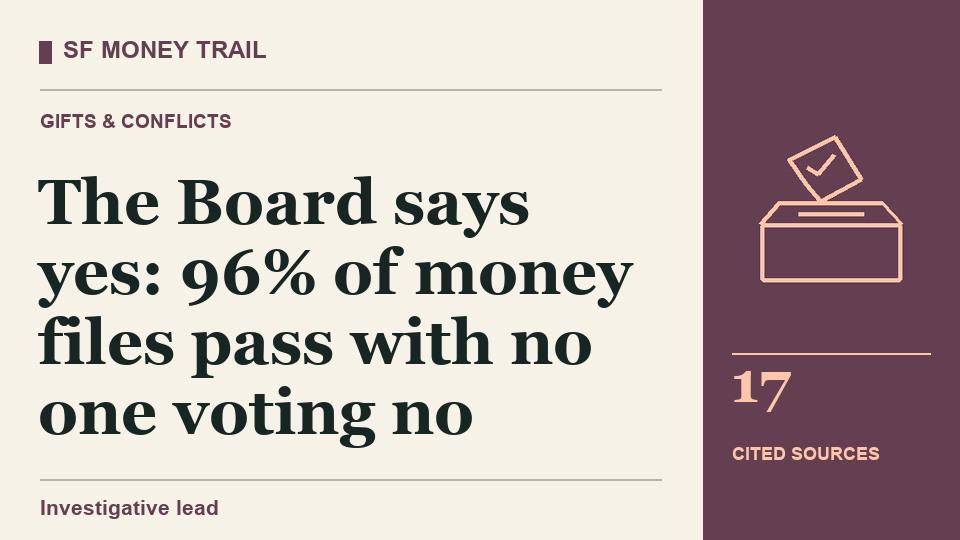 SF MONEY TRAIL
GIFTS & CONFLICTS
The Board says
yes: 96% of money
files pass with no
one voting no
Investigative lead
17
CITED SOURCES